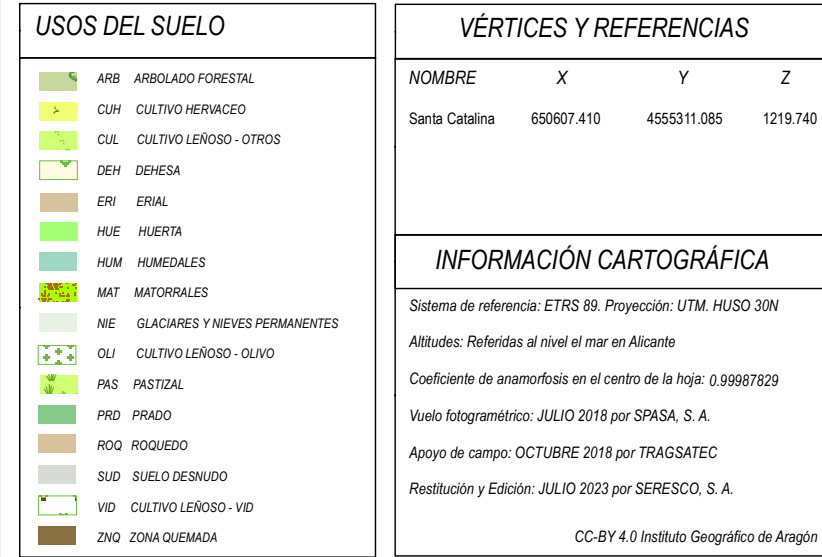 USOS DEL SUELO
ARB ARBOLADO FORESTAL
CUH CULTIVO HERVACEO
CUL CULTIVO LEÑOSO - OTROS
DEH DEHESA
ERI ERIAL
HUE HUERTA
HUM HUMEDALES
MAT MATORRALES
NIE GLACIARES Y NIEVES PERMANENTES
OLI CULTIVO LEÑOSO - OLIVO
PAS PASTIZAL
PRD PRADO
ROQ ROQUEDO
SUD SUELO DESNUDO
VID CULTIVO LEÑOSO - VID
ZNQ ZONA QUEMADA
VÉRTICES Y REFERENCIAS
NOMBRE X Y Z
Santa Catalina 650607.410 4555311.085 1219.740
INFORMACIÓN CARTOGRÁFICA
Sistema de referencia: ETRS 89. Proyección: UTM. HUSO 30N
Altitudes: Referidas al nivel el mar en Alicante
Coeficiente de anamorfosis en el centro de la hoja: 0.99987829
Vuelo fotogramétrico: JULIO 2018 por SPASA, S. A.
Apoyo de campo: OCTUBRE 2018 por TRAGSATEC
Restitución y Edición: JULIO 2023 por SERESCO, S. A.
CC-BY 4.0 Instituto Geográfico de Aragón